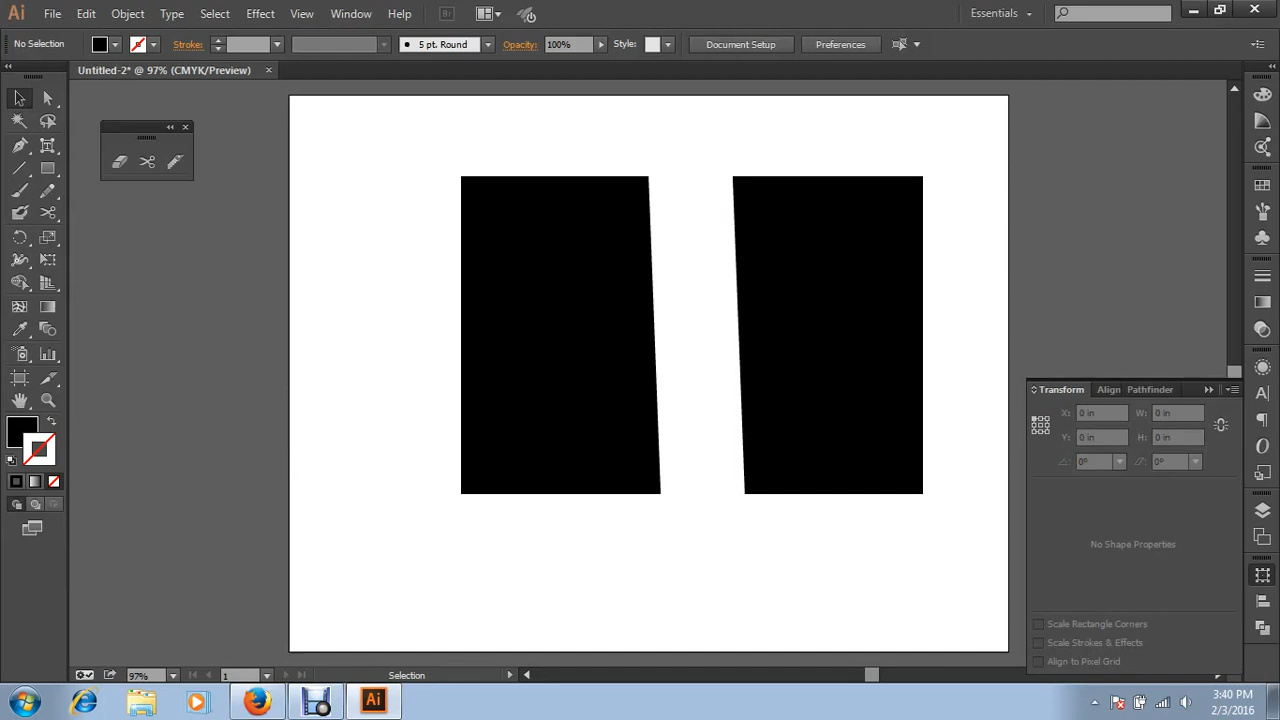 Ai File Edit Object Type Select Effect View Window Help Br Essentials
No Selection Stroke: 5 pt. Round Opacity: 100% Style: Document Setup Preferences
Untitled-2* @ 97% (CMYK/Preview)
Transform Align Pathfinder
X: 0 in W: 0 in
Y: 0 in H: 0 in
0° 0°
No Shape Properties
Scale Rectangle Corners
Scale Strokes & Effects
Align to Pixel Grid
97% 1 Selection
Ai
3:40 PM
2/3/2016